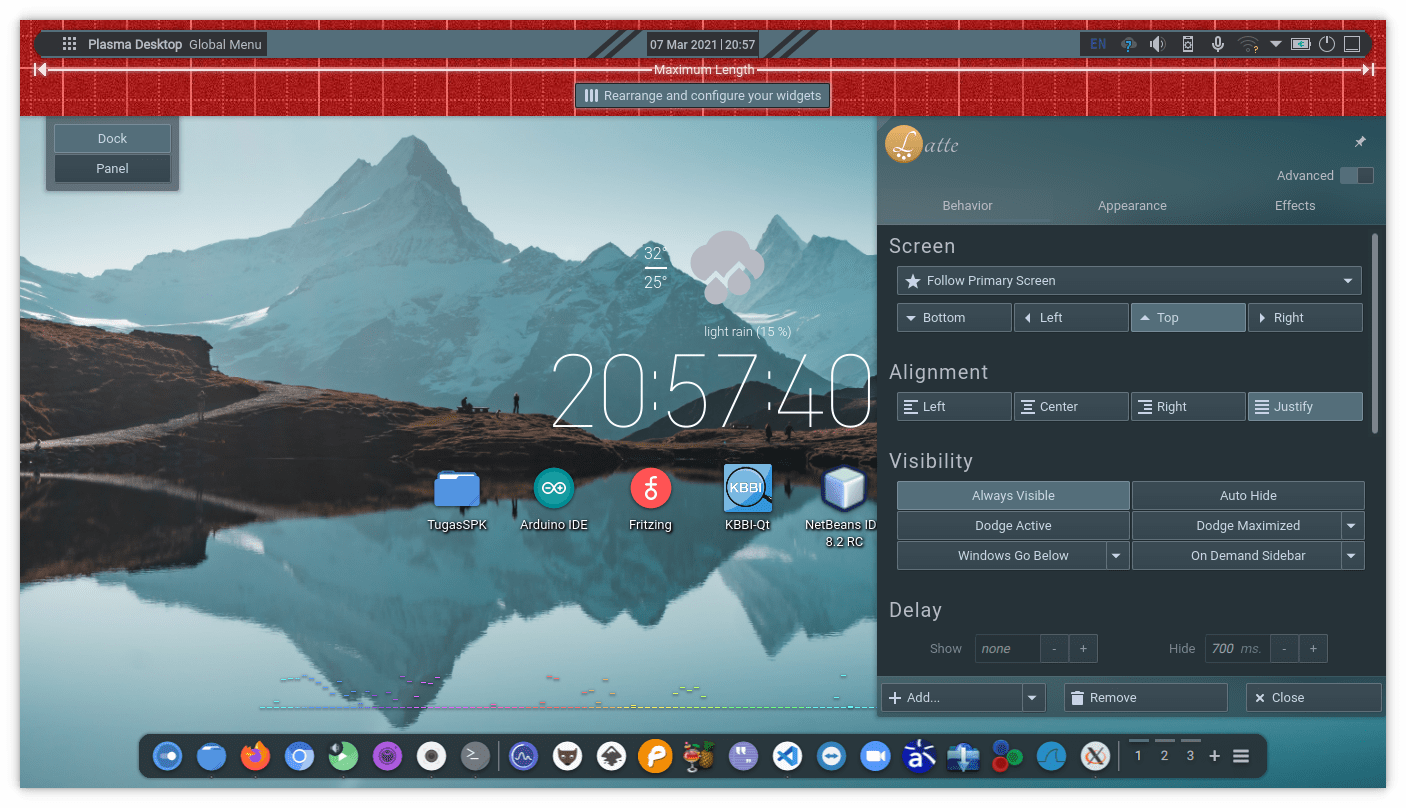 Plasma Desktop Global Menu
07 Mar 2021 | 20:57
EN
Maximum Length
Rearrange and configure your widgets
Dock
Panel
Latte
Advanced
Behavior Appearance Effects
Screen
Follow Primary Screen
Bottom Left Top Right
Alignment
Left Center Right Justify
Visibility
Always Visible Auto Hide
Dodge Active Dodge Maximized
Windows Go Below On Demand Sidebar
Delay
Show none - + Hide 700 ms. - +
Add... Remove Close
32°
25°
light rain (15 %)
20:57:40
TugasSPK Arduino IDE Fritzing KBBI KBBI-Qt NetBeans ID
8.2 RC
1 2 3 +